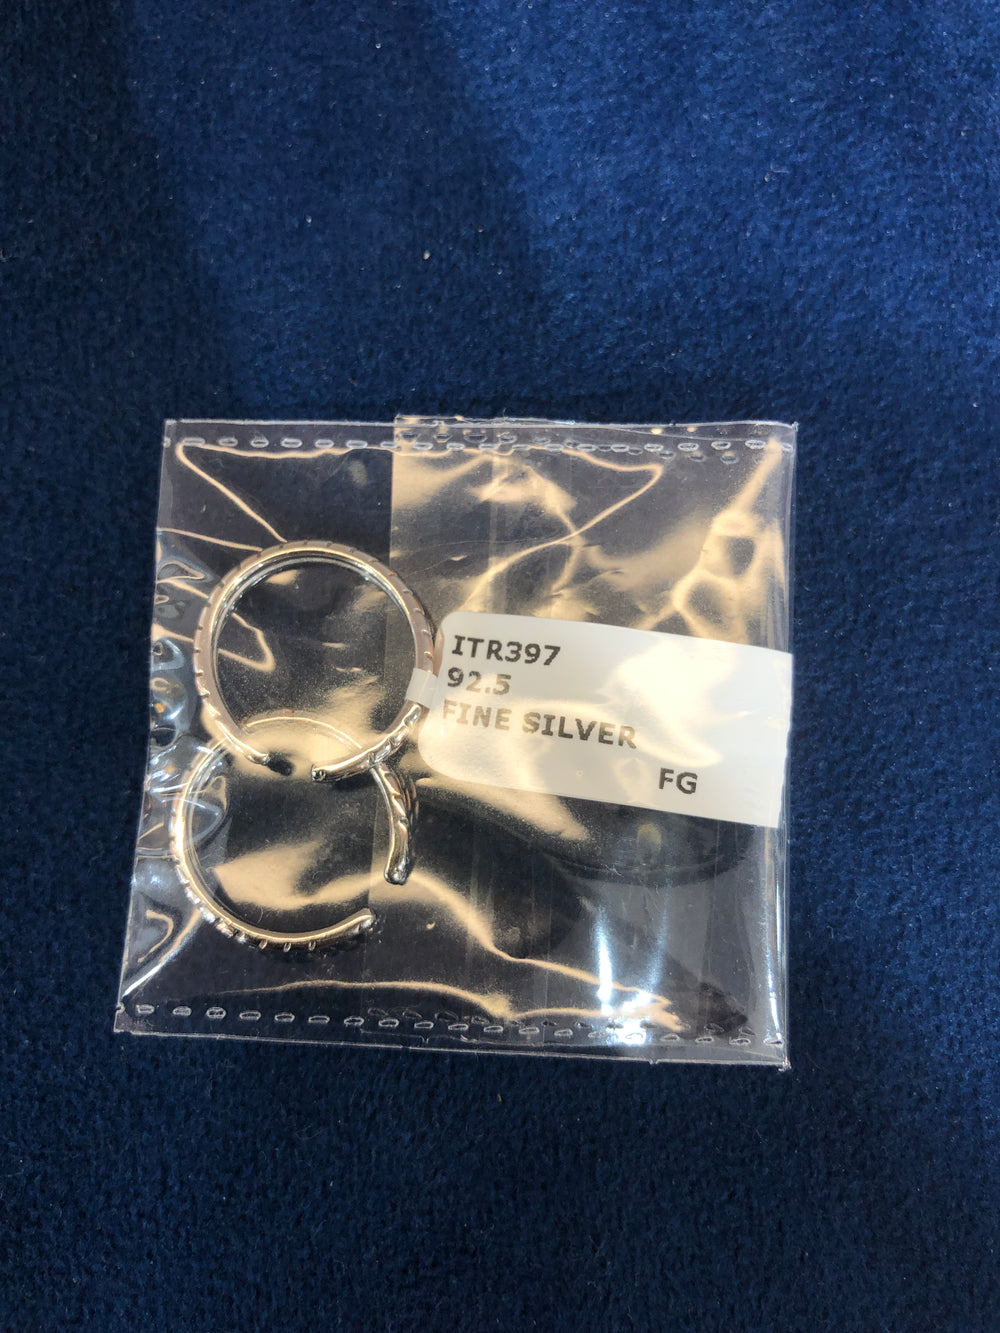 ITR397
92.5
FINE SILVER
FG